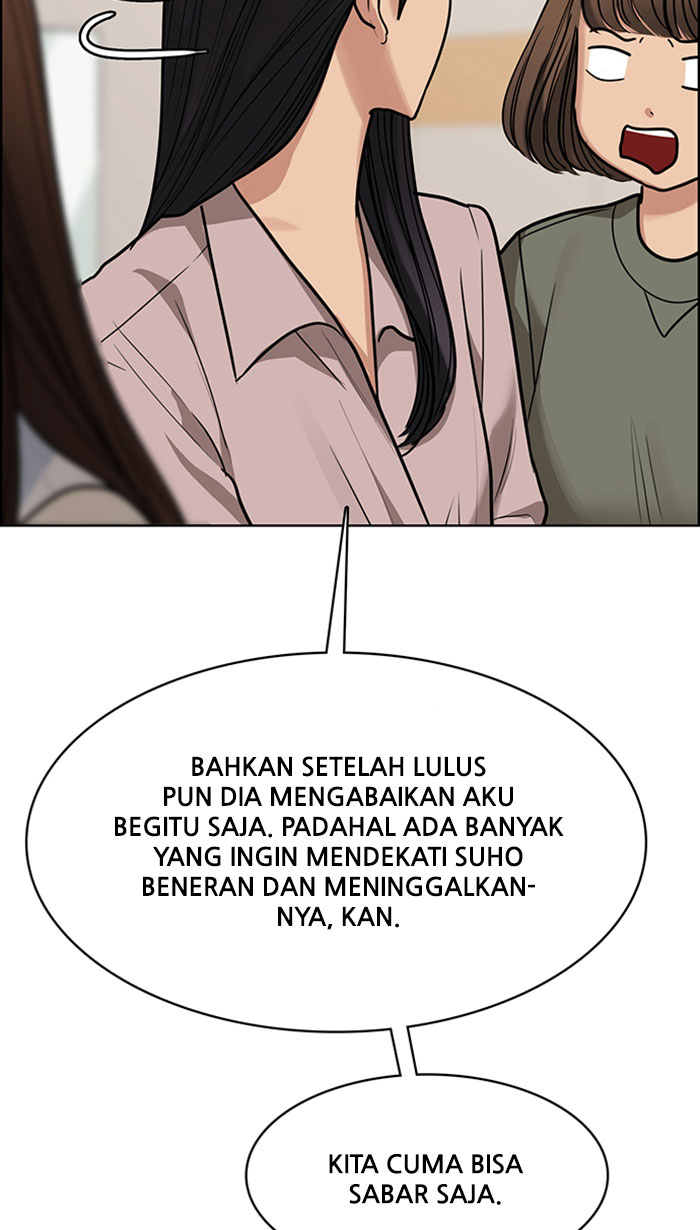 BAHKAN SETELAH LULUS
PUN DIA MENGABAIKAN AKU
BEGITU SAJA. PADAHAL ADA BANYAK
YANG INGIN MENDEKATI SUHO
BENERAN DAN MENINGGALKAN-
NYA, KAN.
KITA CUMA BISA
SABAR SAJA.